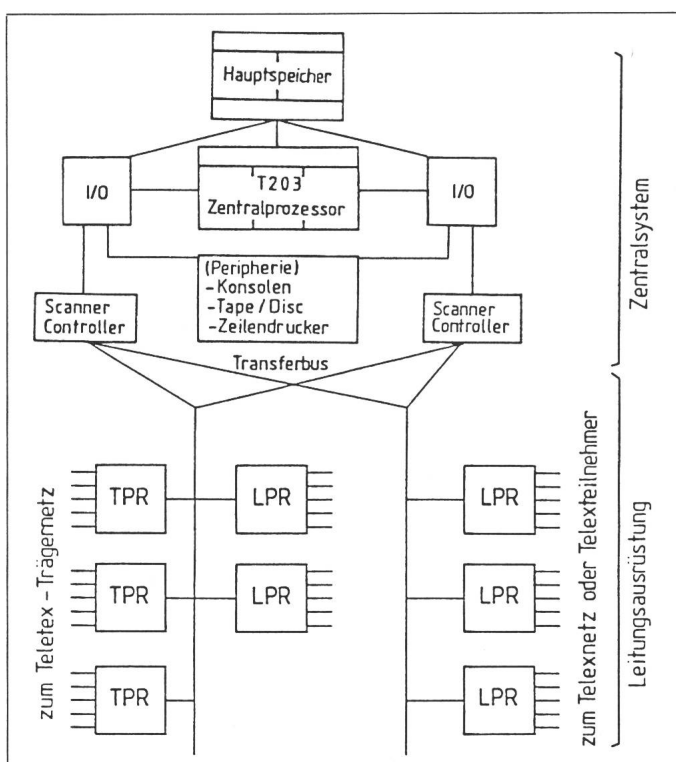 Hauptspeicher
I/O
T203
Zentralprozessor
I/O
(Peripherie)
-Konsolen
-Tape / Disc
-Zeilendrucker
Scanner
Controller
Scanner
Controller
Transferbus
Zentralsystem
TPR
LPR
LPR
TPR
LPR
LPR
TPR
LPR
zum Teletex-Trägernetz
zum Telexnetz oder Telexteilnehmer
Leitungsausrüstung